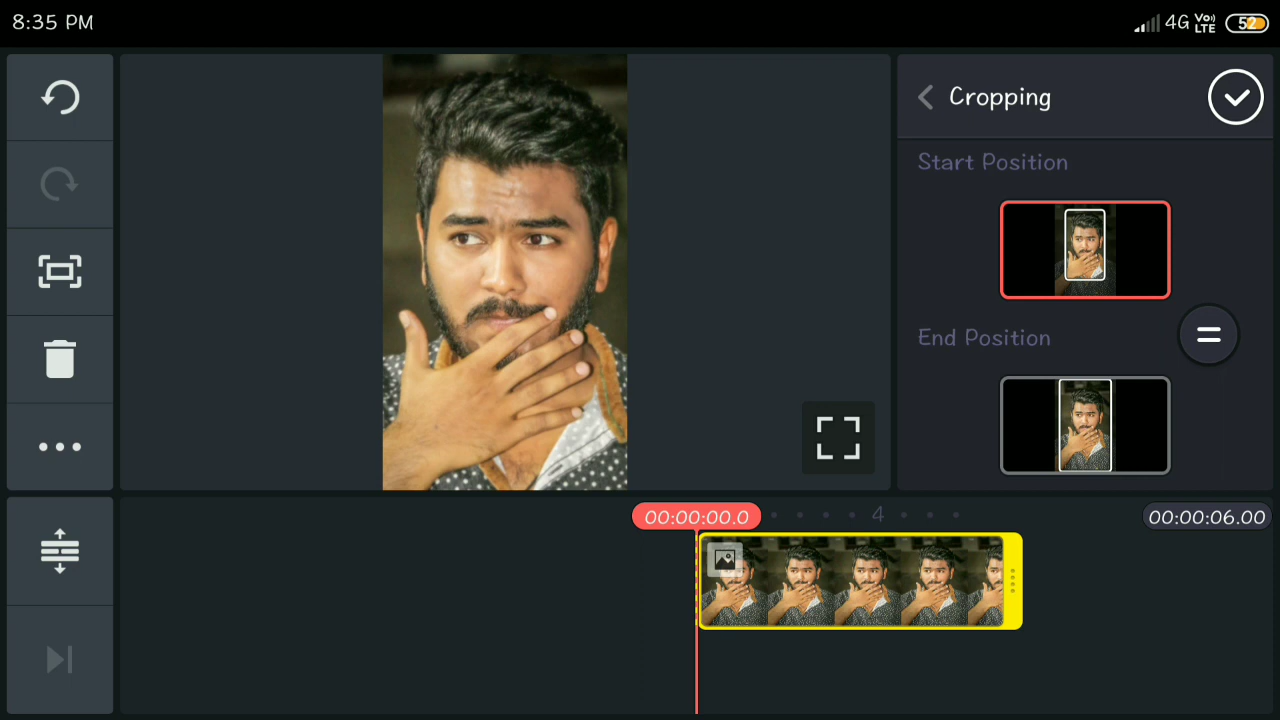 8:35 PM
4G Vo)) LTE 52
Cropping
Start Position
End Position
00:00:00.0
4
00:00:06.00